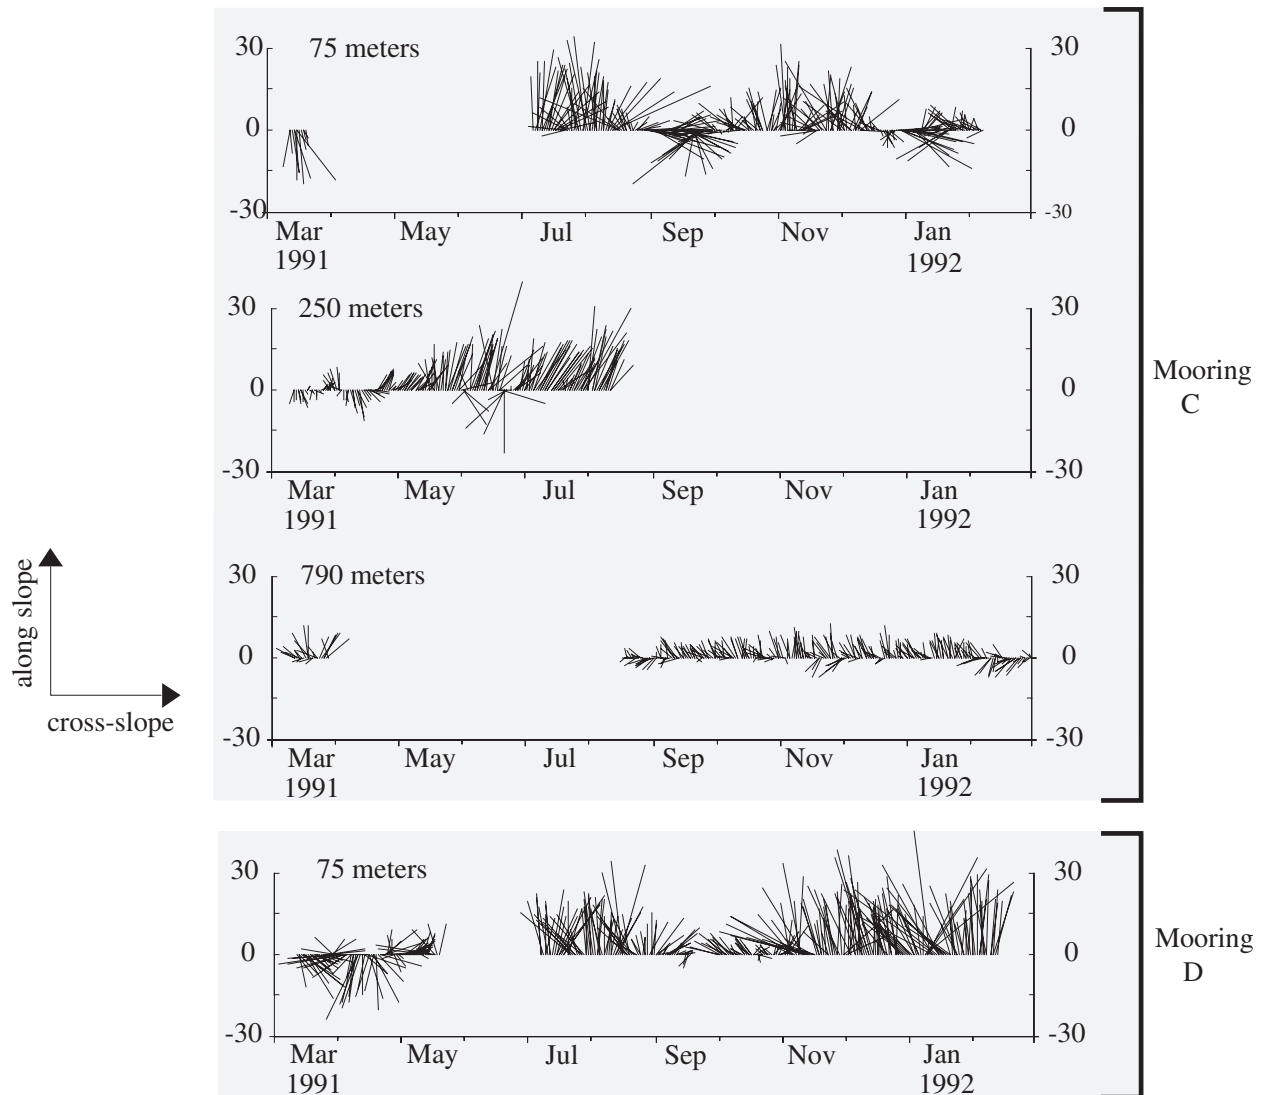 75 meters
30
30
0
0
-30
-30
Mar
May
Jul
Sep
Nov
Jan
1991
1992
250 meters
30
30
0
0
-30
-30
Mar
May
Jul
Sep
Nov
Jan
1991
1992
Mooring
C
790 meters
30
30
0
0
-30
-30
Mar
May
Jul
Sep
Nov
Jan
1991
1992
along slope
cross-slope
75 meters
30
30
0
0
-30
-30
Mar
May
Jul
Sep
Nov
Jan
1991
1992
Mooring
D